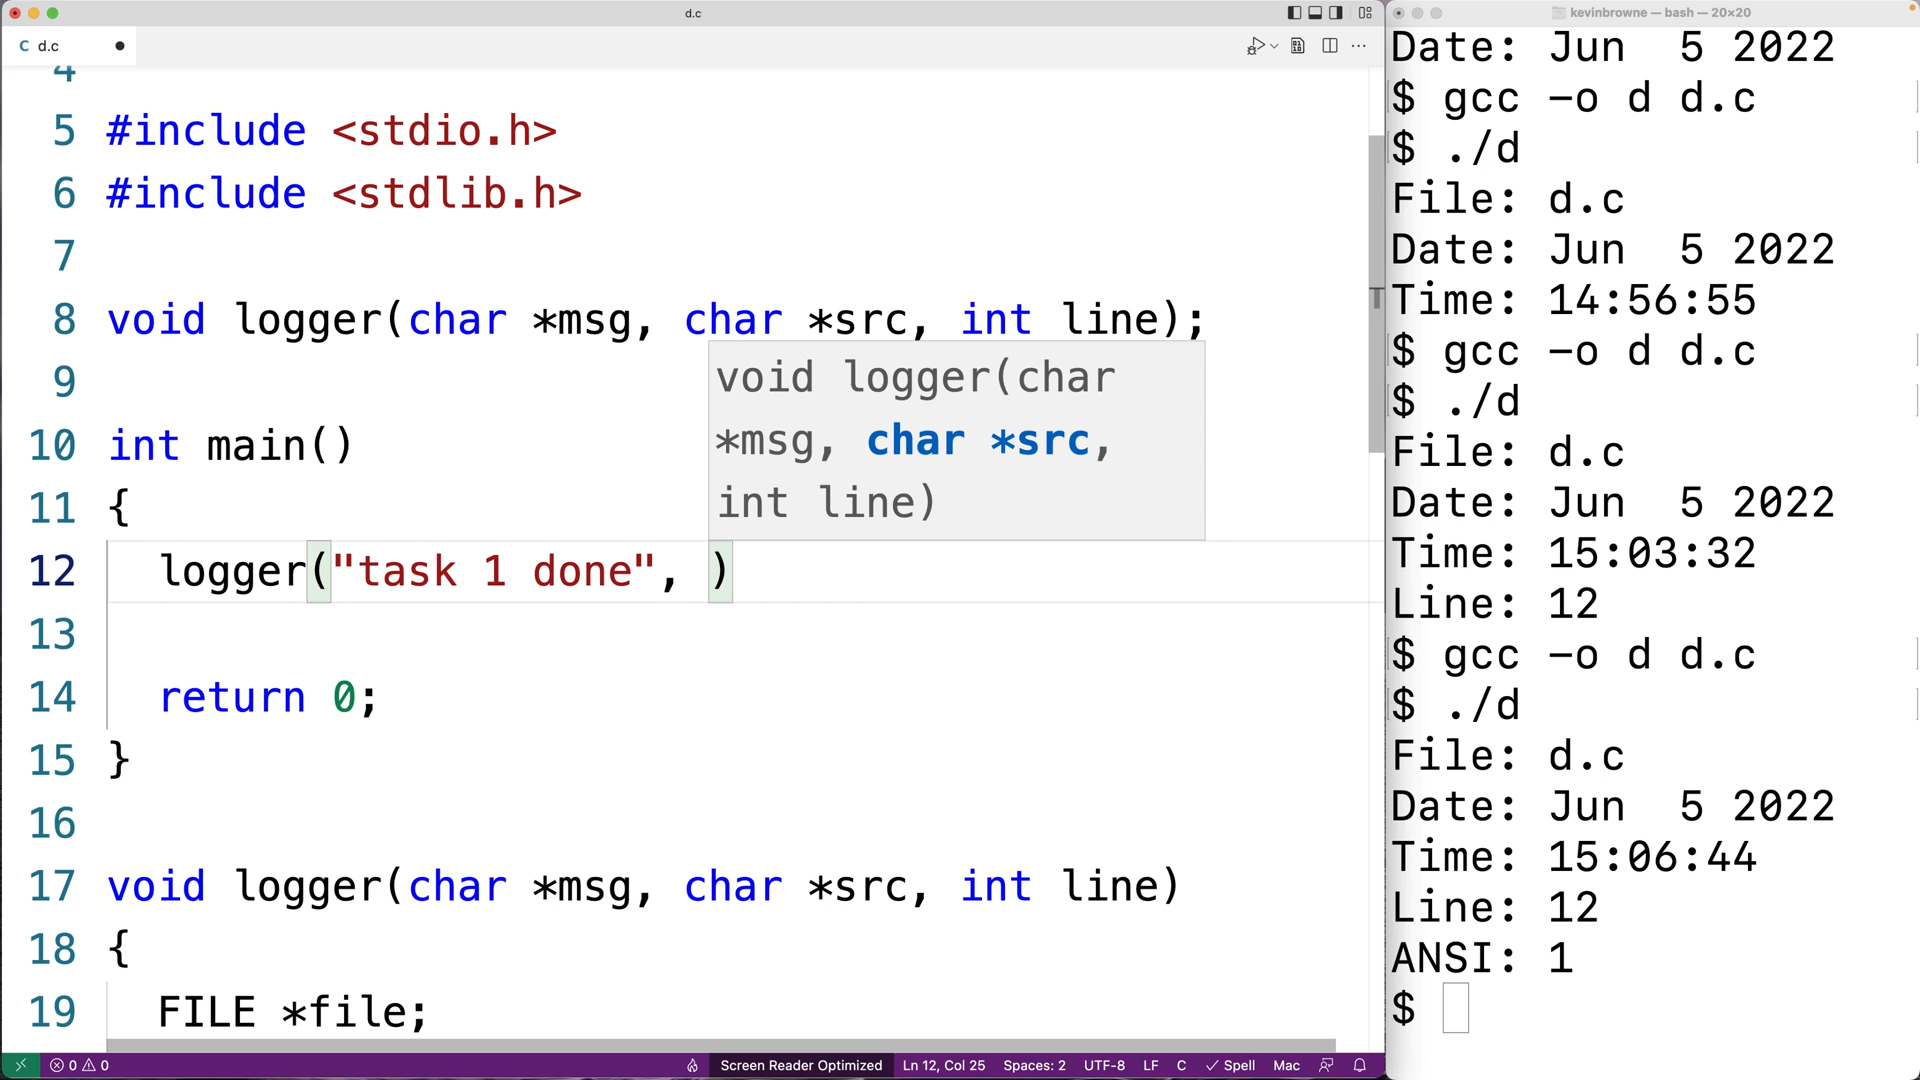 d.c
C d.c
4
5 #include <stdio.h>
6 #include <stdlib.h>
7
8 void logger(char *msg, char *src, int line);
void logger(char
*msg, char *src,
int line)
9
10 int main()
11 {
12 logger("task 1 done", )
13
14 return 0;
15 }
16
17 void logger(char *msg, char *src, int line)
18 {
19 FILE *file;
0 0
Screen Reader Optimized Ln 12, Col 25 Spaces: 2 UTF-8 LF C Spell Mac
kevinbrowne — bash — 20×20
Date: Jun  5 2022
$ gcc -o d d.c
$ ./d
File: d.c
Date: Jun  5 2022
Time: 14:56:55
$ gcc -o d d.c
$ ./d
File: d.c
Date: Jun  5 2022
Time: 15:03:32
Line: 12
$ gcc -o d d.c
$ ./d
File: d.c
Date: Jun  5 2022
Time: 15:06:44
Line: 12
ANSI: 1
$